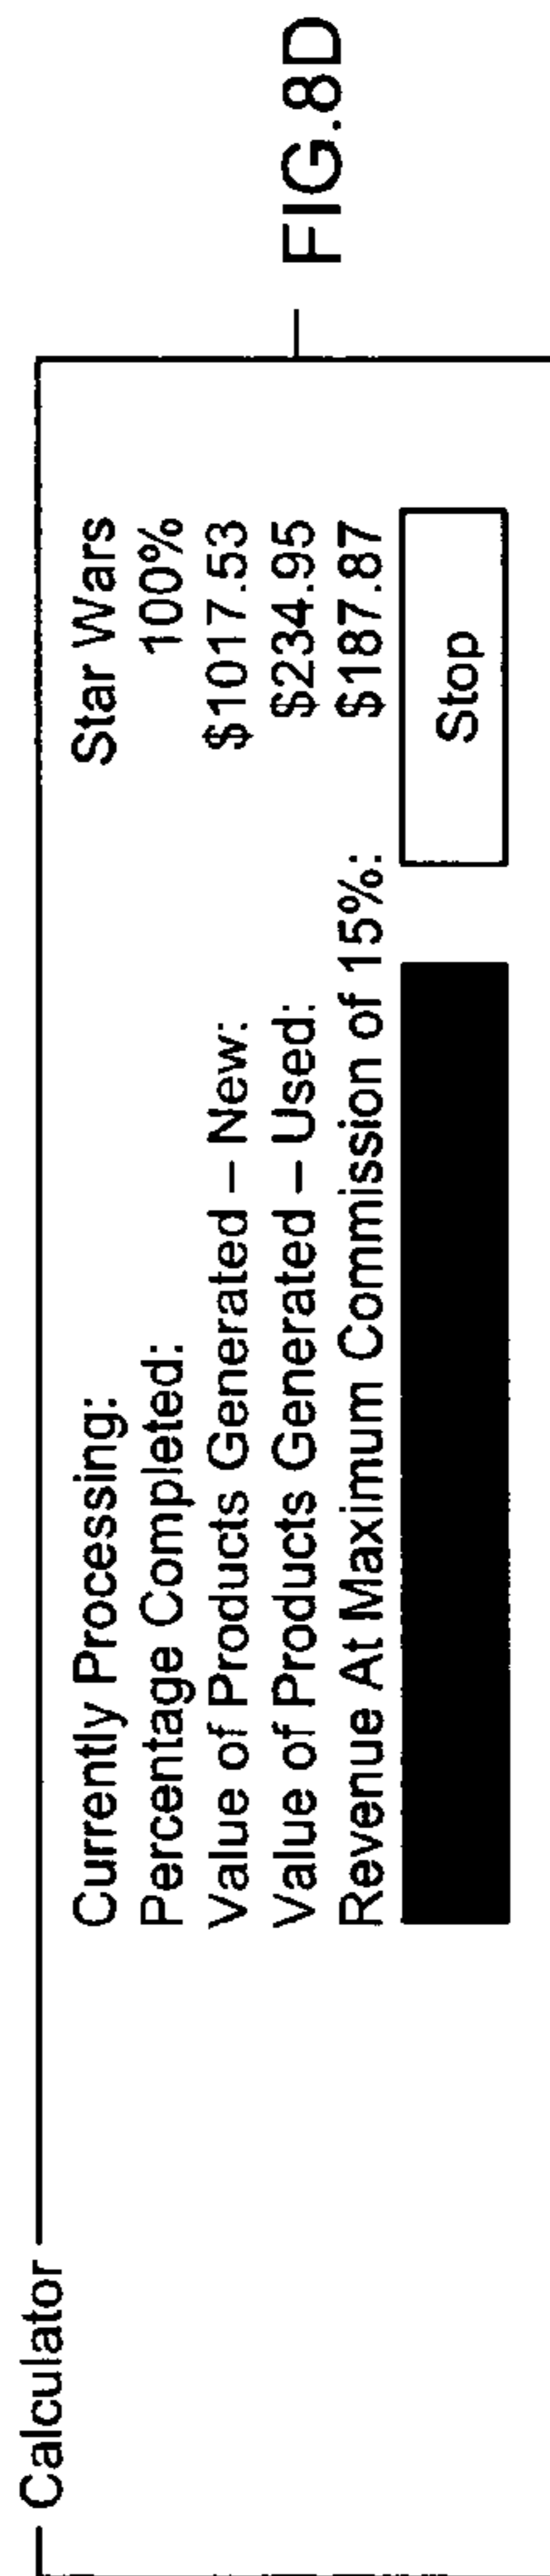 Calculator
Currently Processing: Star Wars
Percentage Completed: 100%
Value of Products Generated – New: $1017.53
Value of Products Generated – Used: $234.95
Revenue At Maximum Commission of 15%: $187.87
Stop
FIG.8D